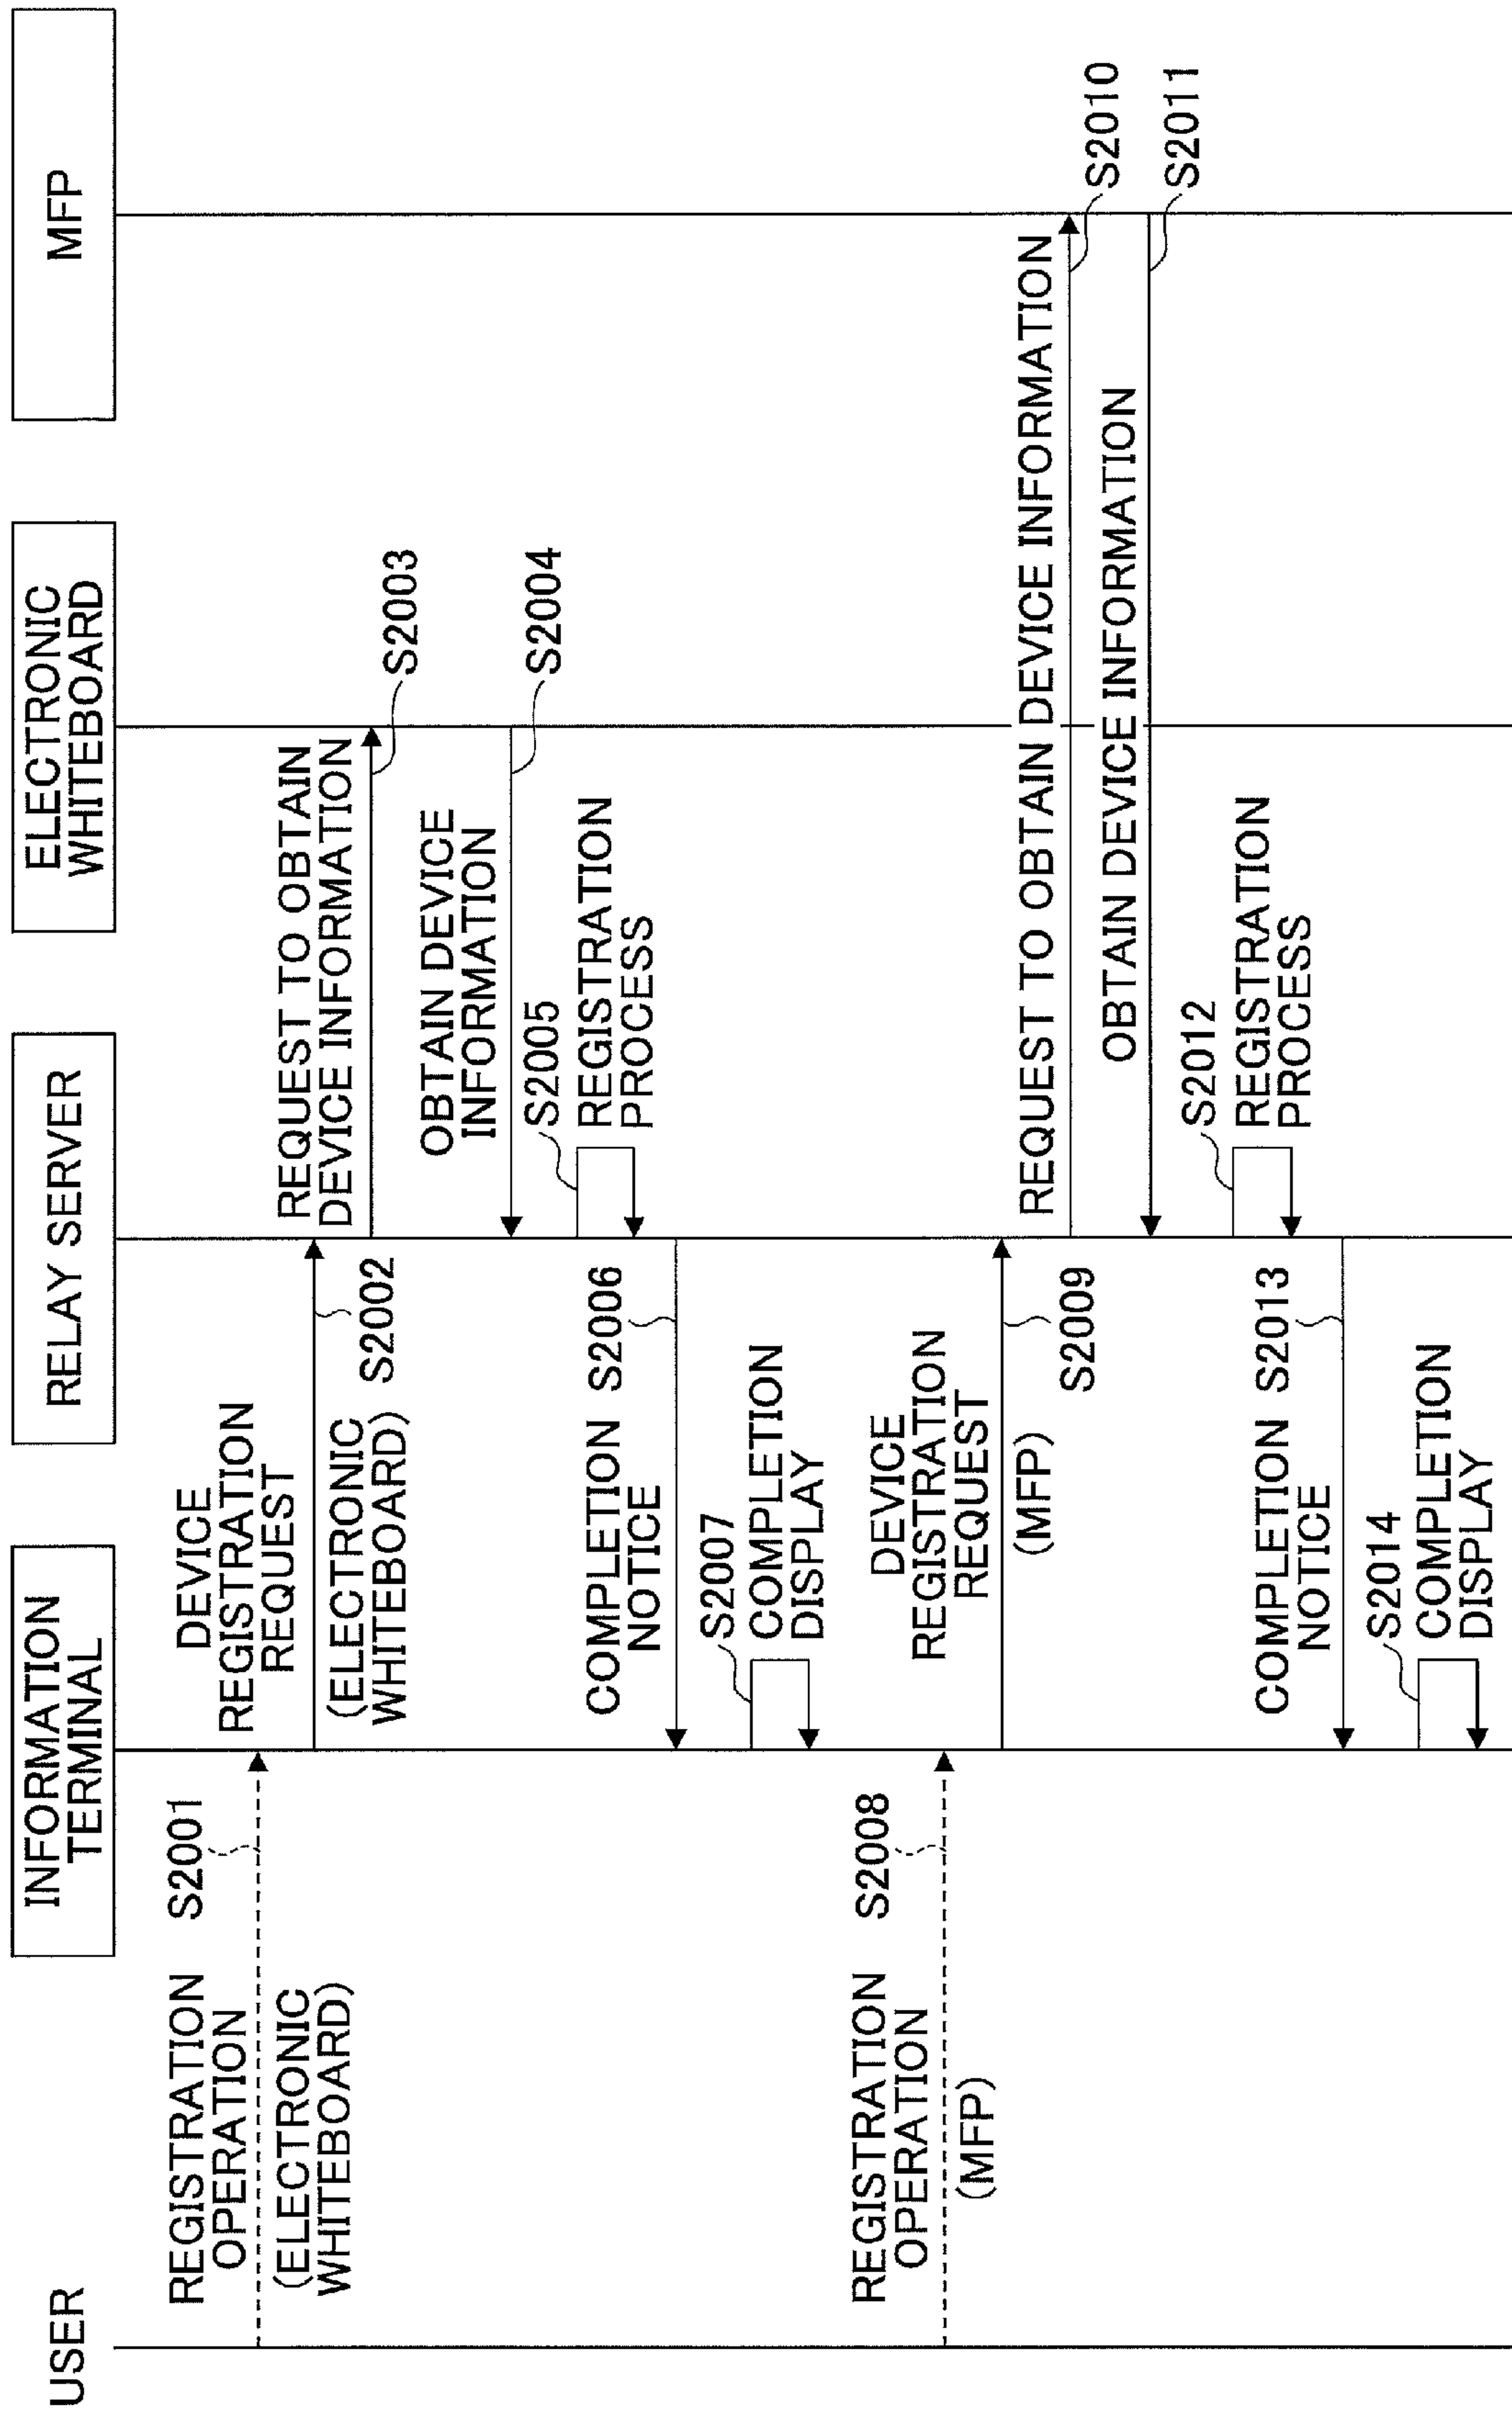 USER
INFORMATION
TERMINAL
RELAY SERVER
ELECTRONIC
WHITEBOARD
MFP
REGISTRATION
OPERATION
S2001
(ELECTRONIC
WHITEBOARD)
DEVICE
REGISTRATION
REQUEST
(ELECTRONIC
WHITEBOARD)
S2002
REQUEST TO OBTAIN
DEVICE INFORMATION
S2003
OBTAIN DEVICE
INFORMATION
S2004
S2005
REGISTRATION
PROCESS
COMPLETION
NOTICE
S2006
S2007
COMPLETION
DISPLAY
REGISTRATION
OPERATION
S2008
(MFP)
DEVICE
REGISTRATION
REQUEST
(MFP)
S2009
REQUEST TO OBTAIN DEVICE INFORMATION
S2010
OBTAIN DEVICE INFORMATION
S2011
S2012
REGISTRATION
PROCESS
COMPLETION
NOTICE
S2013
S2014
COMPLETION
DISPLAY